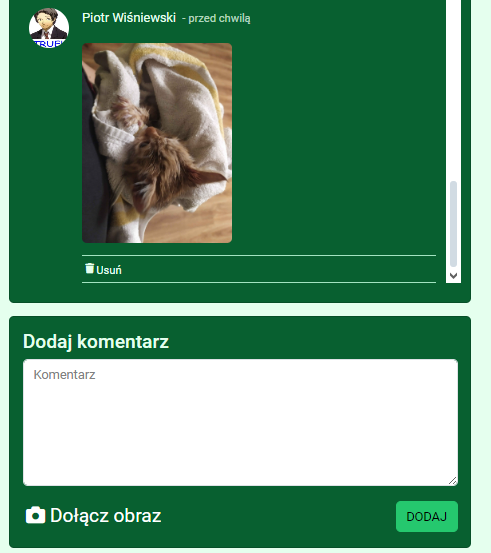 Piotr Wiśniewski - przed chwilą
Usuń
Dodaj komentarz
Komentarz
Dołącz obraz
DODAJ